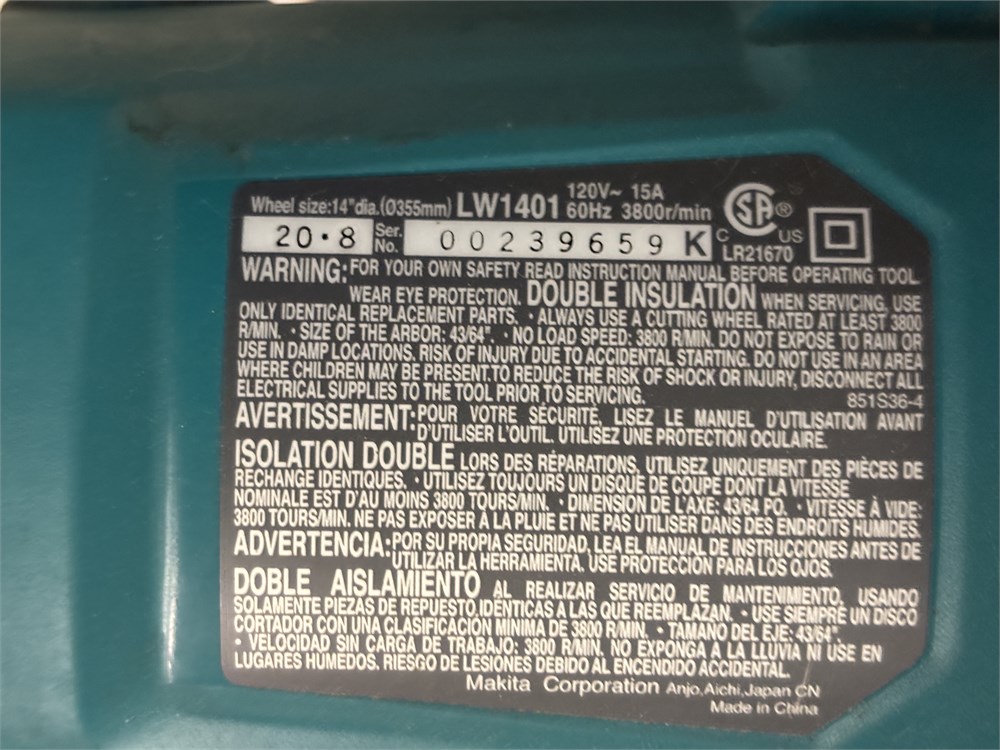 Wheel size:14"dia.(Ø355mm) LW1401 120V~ 15A
60Hz 3800r/min
SA ®
C US
LR21670
20•8 Ser. No. 00239659 K
WARNING: FOR YOUR OWN SAFETY READ INSTRUCTION MANUAL BEFORE OPERATING TOOL.
WEAR EYE PROTECTION. DOUBLE INSULATION WHEN SERVICING, USE
ONLY IDENTICAL REPLACEMENT PARTS. • ALWAYS USE A CUTTING WHEEL RATED AT LEAST 3800
R/MIN. • SIZE OF THE ARBOR: 43/64". • NO LOAD SPEED: 3800 R/MIN. DO NOT EXPOSE TO RAIN OR
USE IN DAMP LOCATIONS. RISK OF INJURY DUE TO ACCIDENTAL STARTING. DO NOT USE IN AN AREA
WHERE CHILDREN MAY BE PRESENT.TO REDUCE THE RISK OF SHOCK OR INJURY, DISCONNECT ALL
ELECTRICAL SUPPLIES TO THE TOOL PRIOR TO SERVICING. 851S36-4
AVERTISSEMENT: POUR VOTRE SÉCURITÉ, LISEZ LE MANUEL D'UTILISATION AVANT
D'UTILISER L'OUTIL. UTILISEZ UNE PROTECTION OCULAIRE.
ISOLATION DOUBLE LORS DES RÉPARATIONS, UTILISEZ UNIQUEMENT DES PIÈCES DE
RECHANGE IDENTIQUES. • UTILISEZ TOUJOURS UN DISQUE DE COUPE DONT LA VITESSE
NOMINALE EST D'AU MOINS 3800 TOURS/MIN. • DIMENSION DE L'AXE: 43/64 PO. • VITESSE À VIDE:
3800 TOURS/MIN. NE PAS EXPOSER À LA PLUIE ET NE PAS UTILISER DANS DES ENDROITS HUMIDES.
ADVERTENCIA: POR SU PROPIA SEGURIDAD, LEA EL MANUAL DE INSTRUCCIONES ANTES DE
UTILIZAR LA HERRAMIENTA. USE PROTECCIÓN PARA LOS OJOS.
DOBLE AISLAMIENTO AL REALIZAR SERVICIO DE MANTENIMIENTO, USANDO
SOLAMENTE PIEZAS DE REPUESTO IDÉNTICAS A LAS QUE REEMPLAZAN. • USE SIEMPRE UN DISCO
CORTADOR CON UNA CLASIFICACIÓN MÍNIMA DE 3800 R/MIN. • TAMAÑO DEL EJE: 43/64".
• VELOCIDAD SIN CARGA DE TRABAJO: 3800 R/MIN. NO EXPONGA A LA LLUVIA NI USE EN
LUGARES HÚMEDOS. RIESGO DE LESIONES DEBIDO AL ENCENDIDO ACCIDENTAL.
Makita Corporation Anjo,Aichi,Japan CN
Made in China